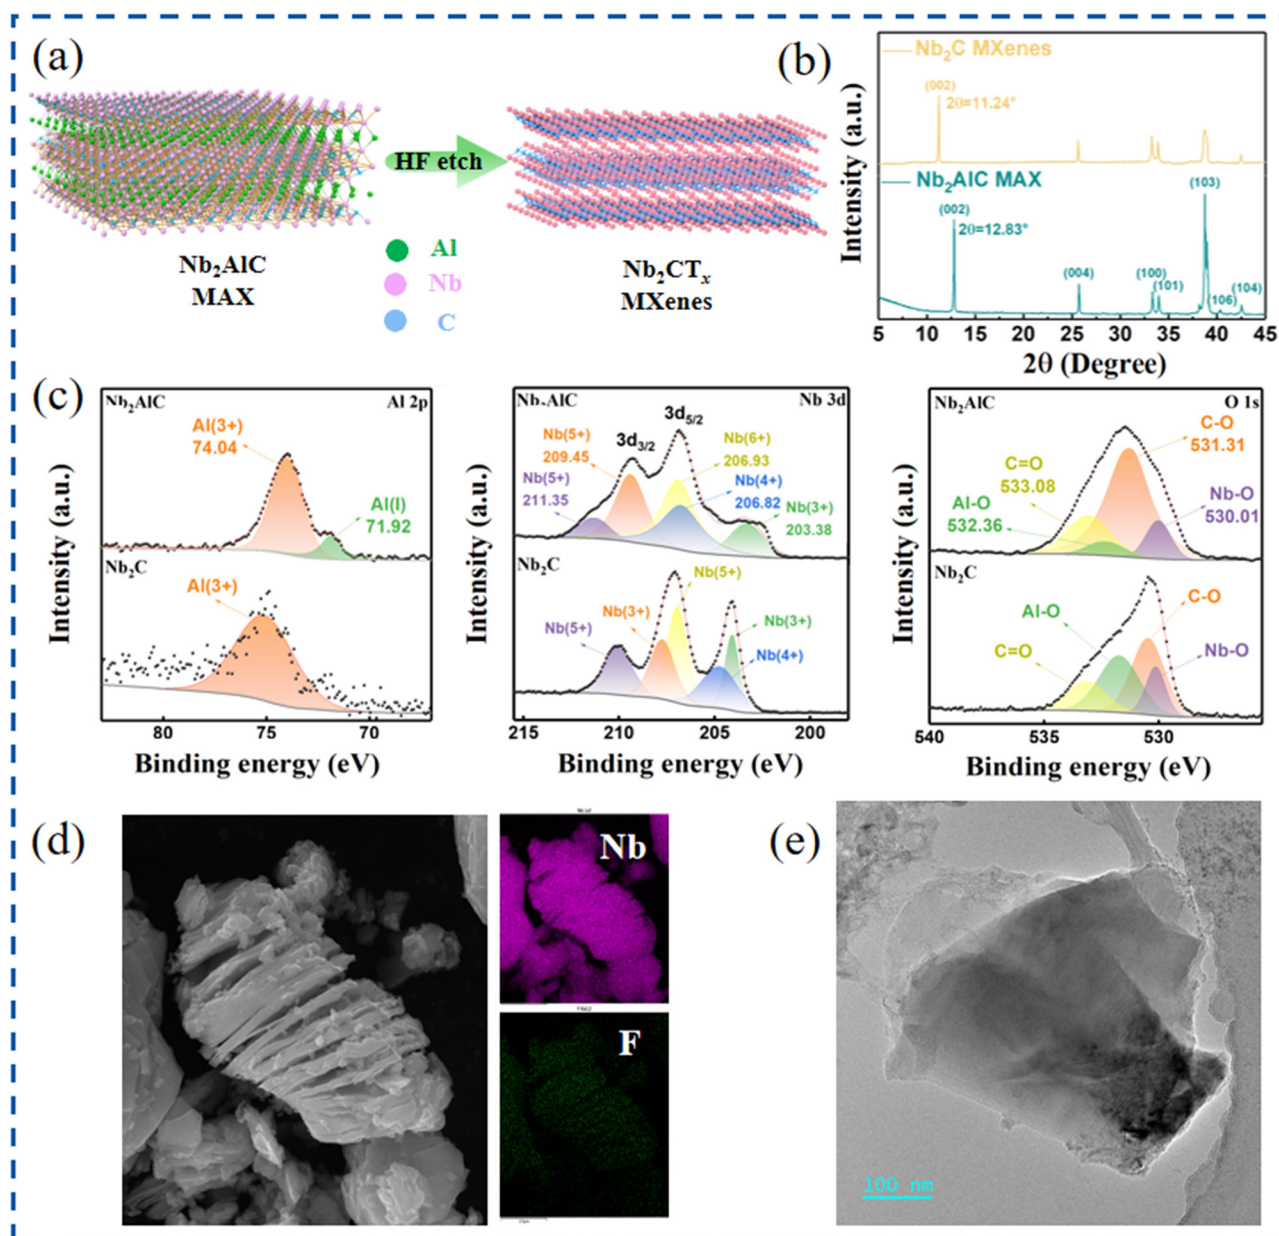 (a)
HF etch
Nb₂AlC
MAX
Al
Nb
C
Nb₂CTₓ
MXenes
(b)
Intensity (a.u.)
Nb₂C MXenes
(002)
2θ=11.24°
Nb₂AlC MAX
(002)
2θ=12.83°
(004)
(100)
(101)
(103)
(106)
(104)
5 10 15 20 25 30 35 40 45
2θ (Degree)
(c)
Intensity (a.u.)
Nb₂AlC
Al 2p
Al(3+)
74.04
Al(I)
71.92
Nb₂C
Al(3+)
80 75 70
Binding energy (eV)
Intensity (a.u.)
Nb₂AlC
Nb 3d
3d₅/₂
3d₃/₂
Nb(5+)
209.45
Nb(6+)
206.93
Nb(5+)
211.35
Nb(4+)
206.82
Nb(3+)
203.38
Nb₂C
Nb(5+)
Nb(3+)
Nb(3+)
Nb(5+)
Nb(4+)
215 210 205 200
Binding energy (eV)
Intensity (a.u.)
Nb₂AlC
O 1s
C-O
531.31
C=O
533.08
Al-O
532.36
Nb-O
530.01
Nb₂C
C-O
Al-O
C=O
Nb-O
540 535 530
Binding energy (eV)
(d)
Nb
F
(e)
100 nm